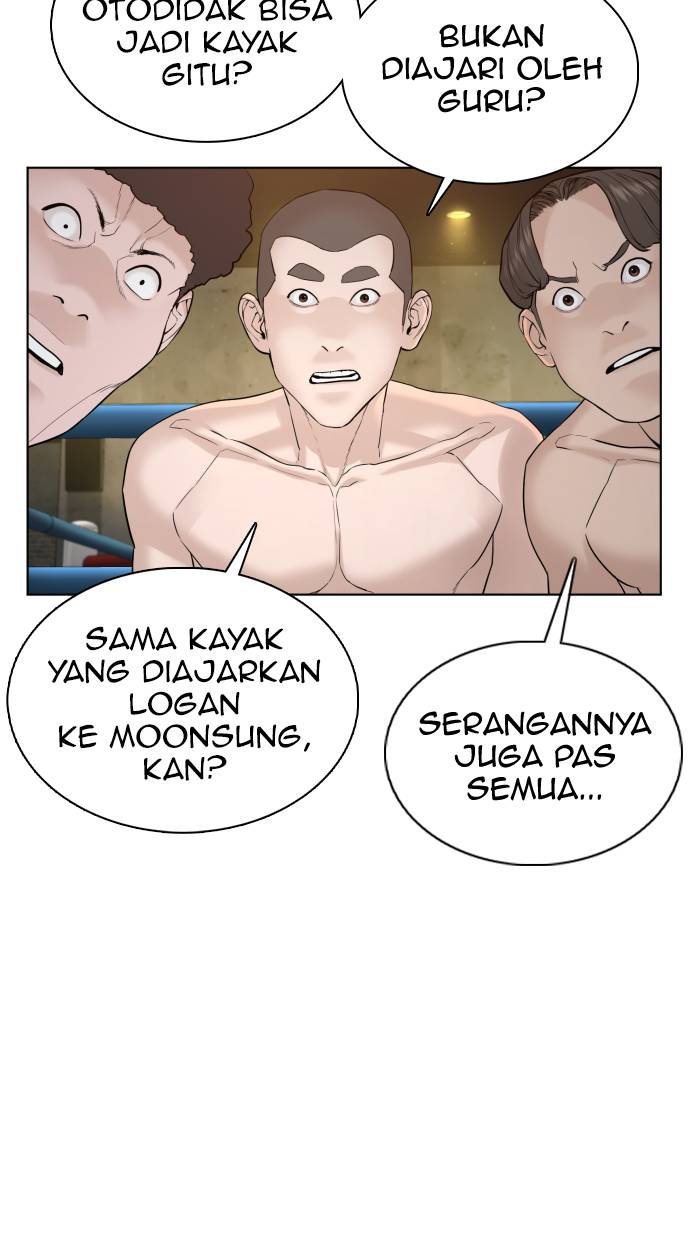 OTODIDAK BISA
JADI KAYAK
GITU?
BUKAN
DIAJARI OLEH
GURU?
SAMA KAYAK
YANG DIAJARKAN
LOGAN
KE MOONSUNG,
KAN?
SERANGANNYA
JUGA PAS
SEMUA...